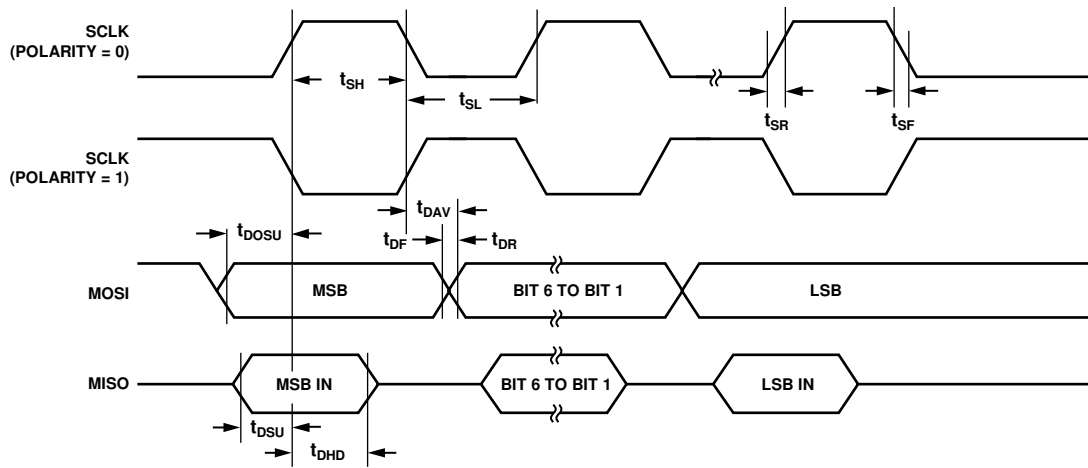 SCLK
(POLARITY = 0)
tSH
tSL
tSR
tSF
SCLK
(POLARITY = 1)
tDAV
tDOSU
tDF
tDR
MOSI
MSB
BIT 6 TO BIT 1
LSB
MISO
MSB IN
BIT 6 TO BIT 1
LSB IN
tDSU
tDHD